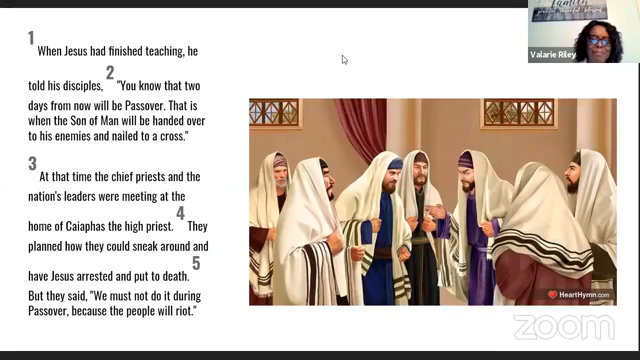 1 When Jesus had finished teaching, he
told his disciples, 2 "You know that two
days from now will be Passover. That is
when the Son of Man will be handed over
to his enemies and nailed to a cross."
3 At that time the chief priests and the
nation's leaders were meeting at the
home of Caiaphas the high priest. 4 They
planned how they could sneak around and
have Jesus arrested and put to death. 5
But they said, "We must not do it during
Passover, because the people will riot."
Valarie Riley
HeartHymn.com
zoom